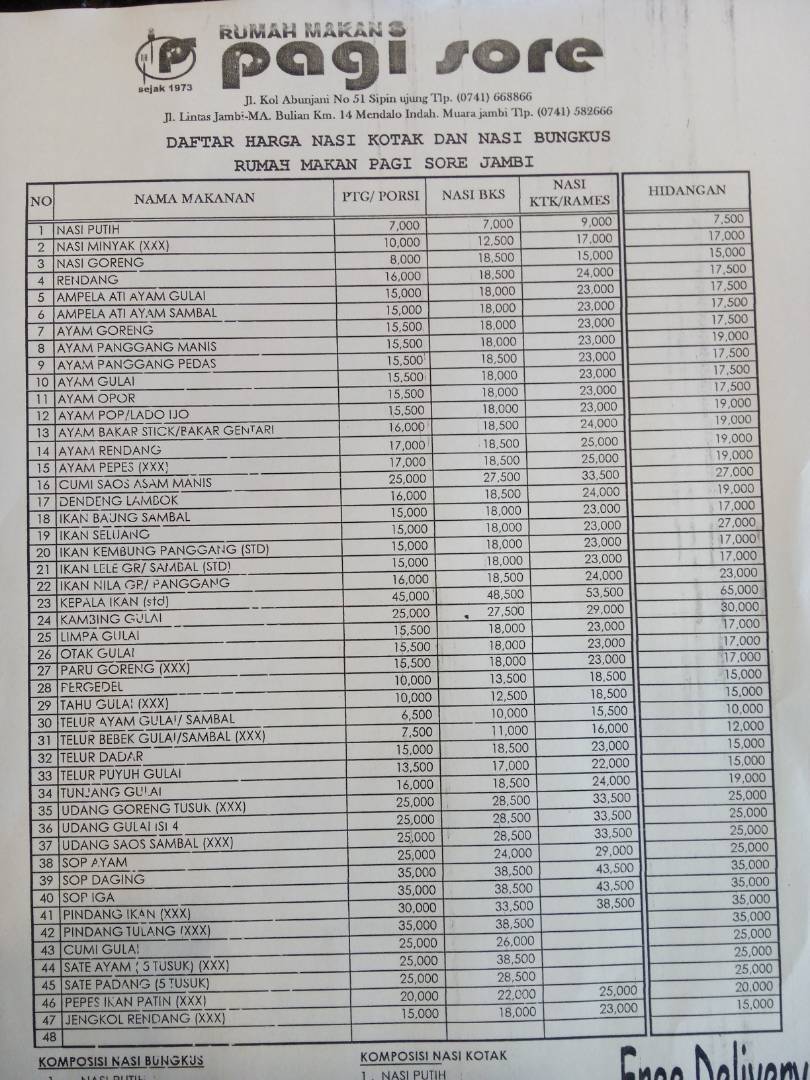 RUMAH MAKAN
pagi sore
sejak 1973
Jl. Kol Abunjani No 51 Sipin ujung Tlp. (0741) 668866
Jl. Lintas Jambi-MA. Bulian Km. 14 Mendalo Indah. Muara jambi Tlp. (0741) 582666
DAFTAR HARGA NASI KOTAK DAN NASI BUNGKUS
RUMAH MAKAN PAGI SORE JAMBI
NO NAMA MAKANAN PTG/ PORSI NASI BKS NASI KTK/RAMES HIDANGAN
1 NASI PUTIH 7,000 7,000 9,000 7,500
2 NASI MINYAK (XXX) 10,000 12,500 17,000 17,000
3 NASI GORENG 8,000 18,500 15,000 15,000
4 RENDANG 16,000 18,500 24,000 17,500
5 AMPELA ATI AYAM GULAI 15,000 18,000 23,000 17,500
6 AMPELA ATI AYAM SAMBAL 15,000 18,000 23,000 17,500
7 AYAM GORENG 15,500 18,000 23,000 17,500
8 AYAM PANGGANG MANIS 15,500 18,000 23,000 19,000
9 AYAM PANGGANG PEDAS 15,500 18,500 23,000 17,500
10 AYAM GULAI 15,500 18,000 23,000 17,500
11 AYAM OPOR 15,500 18,000 23,000 17,500
12 AYAM POP/LADO IJO 15,500 18,000 23,000 19,000
13 AYAM BAKAR STICK/BAKAR GENTARI 16,000 18,500 24,000 19,000
14 AYAM RENDANG 17,000 18,500 25,000 19,000
15 AYAM PEPES (XXX) 17,000 18,500 25,000 19,000
16 CUMI SAOS ASAM MANIS 25,000 27,500 33,500 27,000
17 DENDENG LAMBOK 16,000 18,500 24,000 19,000
18 IKAN BAUNG SAMBAL 15,000 18,000 23,000 17,000
19 IKAN SELUANG 15,000 18,000 23,000 27,000
20 IKAN KEMBUNG PANGGANG (STD) 15,000 18,000 23,000 17,000
21 IKAN LELE GR/ SAMBAL (STD) 15,000 18,000 23,000 17,000
22 IKAN NILA GR/ PANGGANG 16,000 18,500 24,000 23,000
23 KEPALA IKAN (std) 45,000 48,500 53,500 65,000
24 KAMBING GULAI 25,000 27,500 29,000 30,000
25 LIMPA GULAI 15,500 18,000 23,000 17,000
26 OTAK GULAI 15,500 18,000 23,000 17,000
27 PARU GORENG (XXX) 15,500 18,000 23,000 17,000
28 PERGEDEL 10,000 13,500 18,500 15,000
29 TAHU GULAI (XXX) 10,000 12,500 18,500 15,000
30 TELUR AYAM GULAI/ SAMBAL 6,500 10,000 15,500 10,000
31 TELUR BEBEK GULAI/SAMBAL (XXX) 7,500 11,000 16,000 12,000
32 TELUR DADAR 15,000 18,500 23,000 15,000
33 TELUR PUYUH GULAI 13,500 17,000 22,000 15,000
34 TUNJANG GULAI 16,000 18,500 24,000 19,000
35 UDANG GORENG TUSUK (XXX) 25,000 28,500 33,500 25,000
36 UDANG GULAI ISI 4 25,000 28,500 33,500 25,000
37 UDANG SAOS SAMBAL (XXX) 25,000 28,500 33,500 25,000
38 SOP AYAM 25,000 24,000 29,000 25,000
39 SOP DAGING 35,000 38,500 43,500 35,000
40 SOP IGA 35,000 38,500 43,500 35,000
41 PINDANG IKAN (XXX) 30,000 33,500 38,500 35,000
42 PINDANG TULANG (XXX) 35,000 38,500 35,000
43 CUMI GULAI 25,000 26,000 25,000
44 SATE AYAM ( 5 TUSUK) (XXX) 25,000 38,500 25,000
45 SATE PADANG (5 TUSUK) 25,000 28,500 25,000
46 PEPES IKAN PATIN (XXX) 20,000 22,000 25,000 20,000
47 JENGKOL RENDANG (XXX) 15,000 18,000 23,000 15,000
48
KOMPOSISI NASI BUNGKUS KOMPOSISI NASI KOTAK Free Delivery
1. NASI PUTIH 1. NASI PUTIH